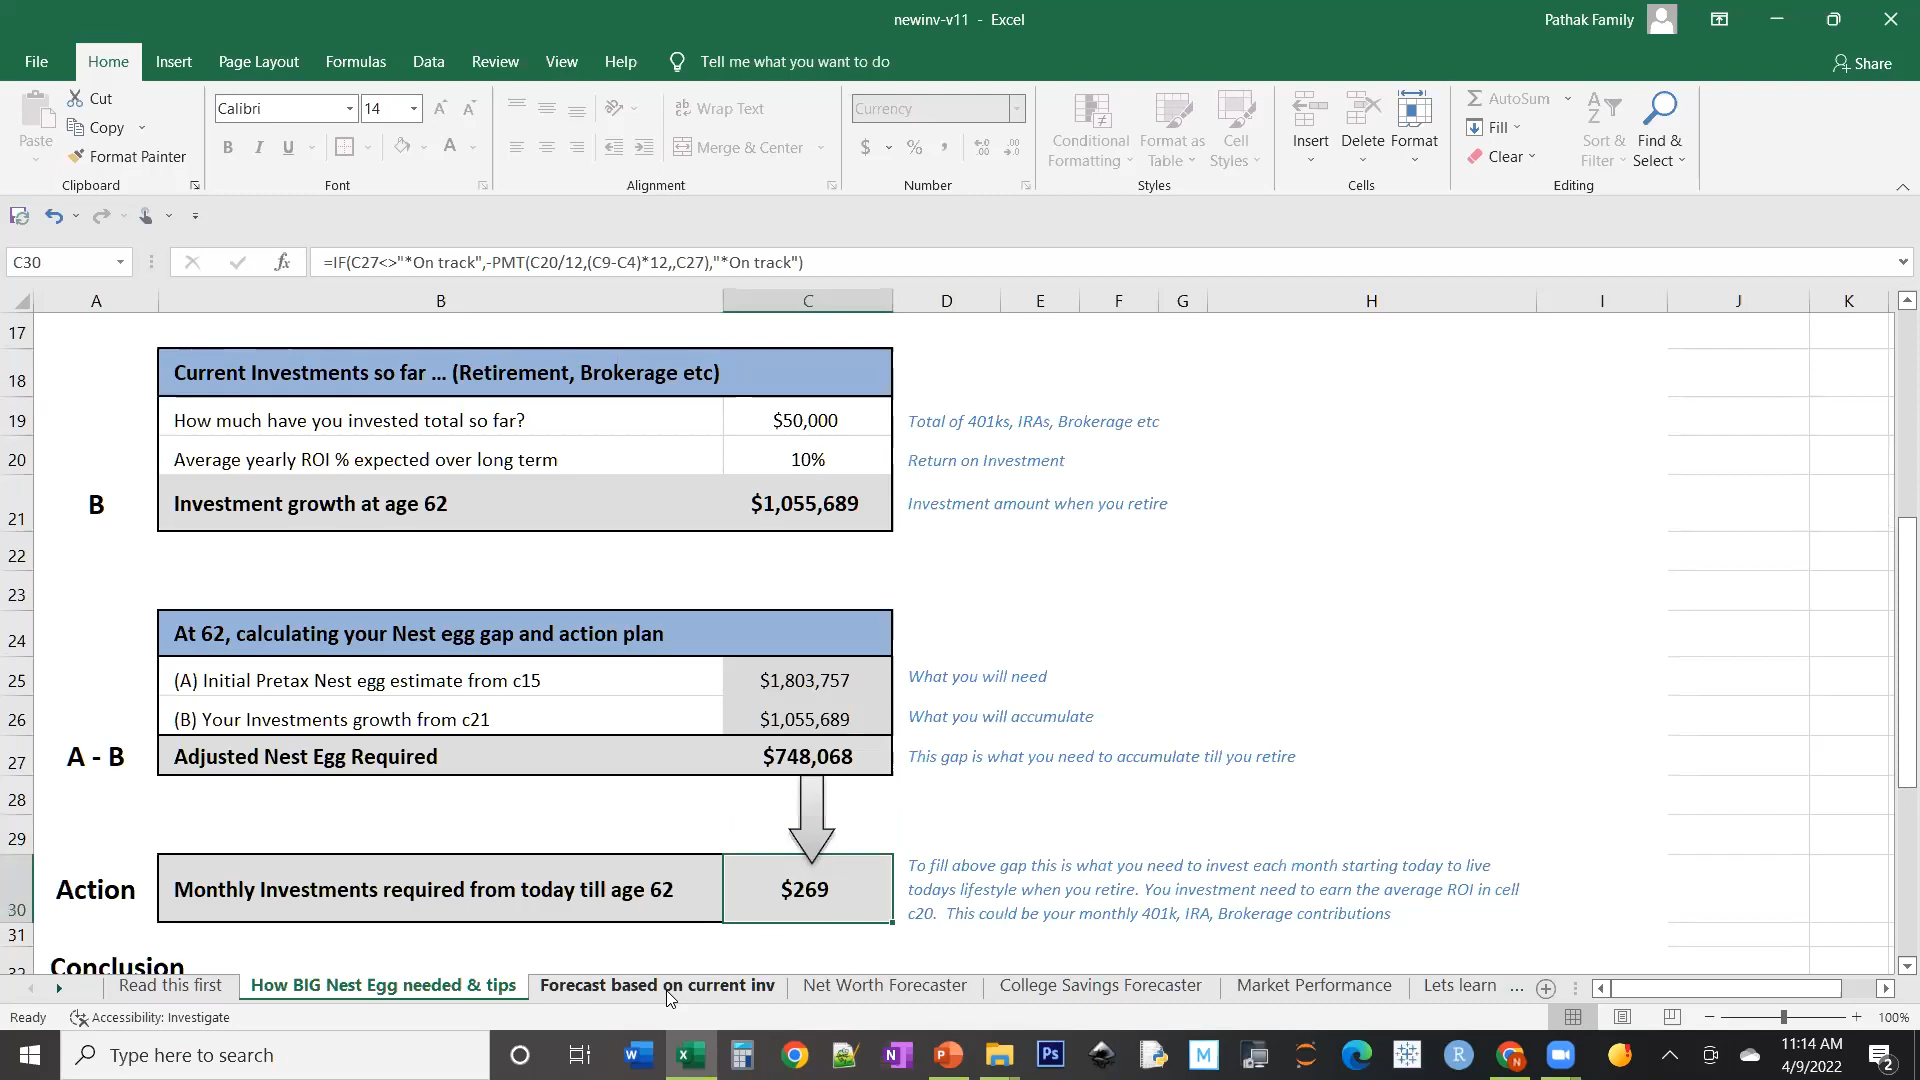 newinv-v11 - Excel
Pathak Family
File Home Insert Page Layout Formulas Data Review View Help Tell me what you want to do
Share
Paste
Cut
Copy
Format Painter
Clipboard
Calibri 14
Font
Wrap Text
Merge & Center
Alignment
Currency
Number
Conditional Formatting
Format as Table
Cell Styles
Styles
Insert Delete Format
Cells
AutoSum
Fill
Clear
Sort & Filter
Find & Select
Editing
C30
=IF(C27<>"*On track",-PMT(C20/12,(C9-C4)*12,,C27),"*On track")
A B C D E F G H I J K
17
18 Current Investments so far ... (Retirement, Brokerage etc)
19 How much have you invested total so far? $50,000 Total of 401ks, IRAs, Brokerage etc
20 Average yearly ROI % expected over long term 10% Return on Investment
21 B Investment growth at age 62 $1,055,689 Investment amount when you retire
22
23
24 At 62, calculating your Nest egg gap and action plan
25 (A) Initial Pretax Nest egg estimate from c15 $1,803,757 What you will need
26 (B) Your Investments growth from c21 $1,055,689 What you will accumulate
27 A - B Adjusted Nest Egg Required $748,068 This gap is what you need to accumulate till you retire
28
29
30 Action Monthly Investments required from today till age 62 $269
To fill above gap this is what you need to invest each month starting today to live
todays lifestyle when you retire. You investment need to earn the average ROI in cell
c20. This could be your monthly 401k, IRA, Brokerage contributions
31
32 Conclusion
Read this first How BIG Nest Egg needed & tips Forecast based on current inv Net Worth Forecaster College Savings Forecaster Market Performance Lets learn ...
Ready Accessibility: Investigate
100%
Type here to search
11:14 AM
4/9/2022
2